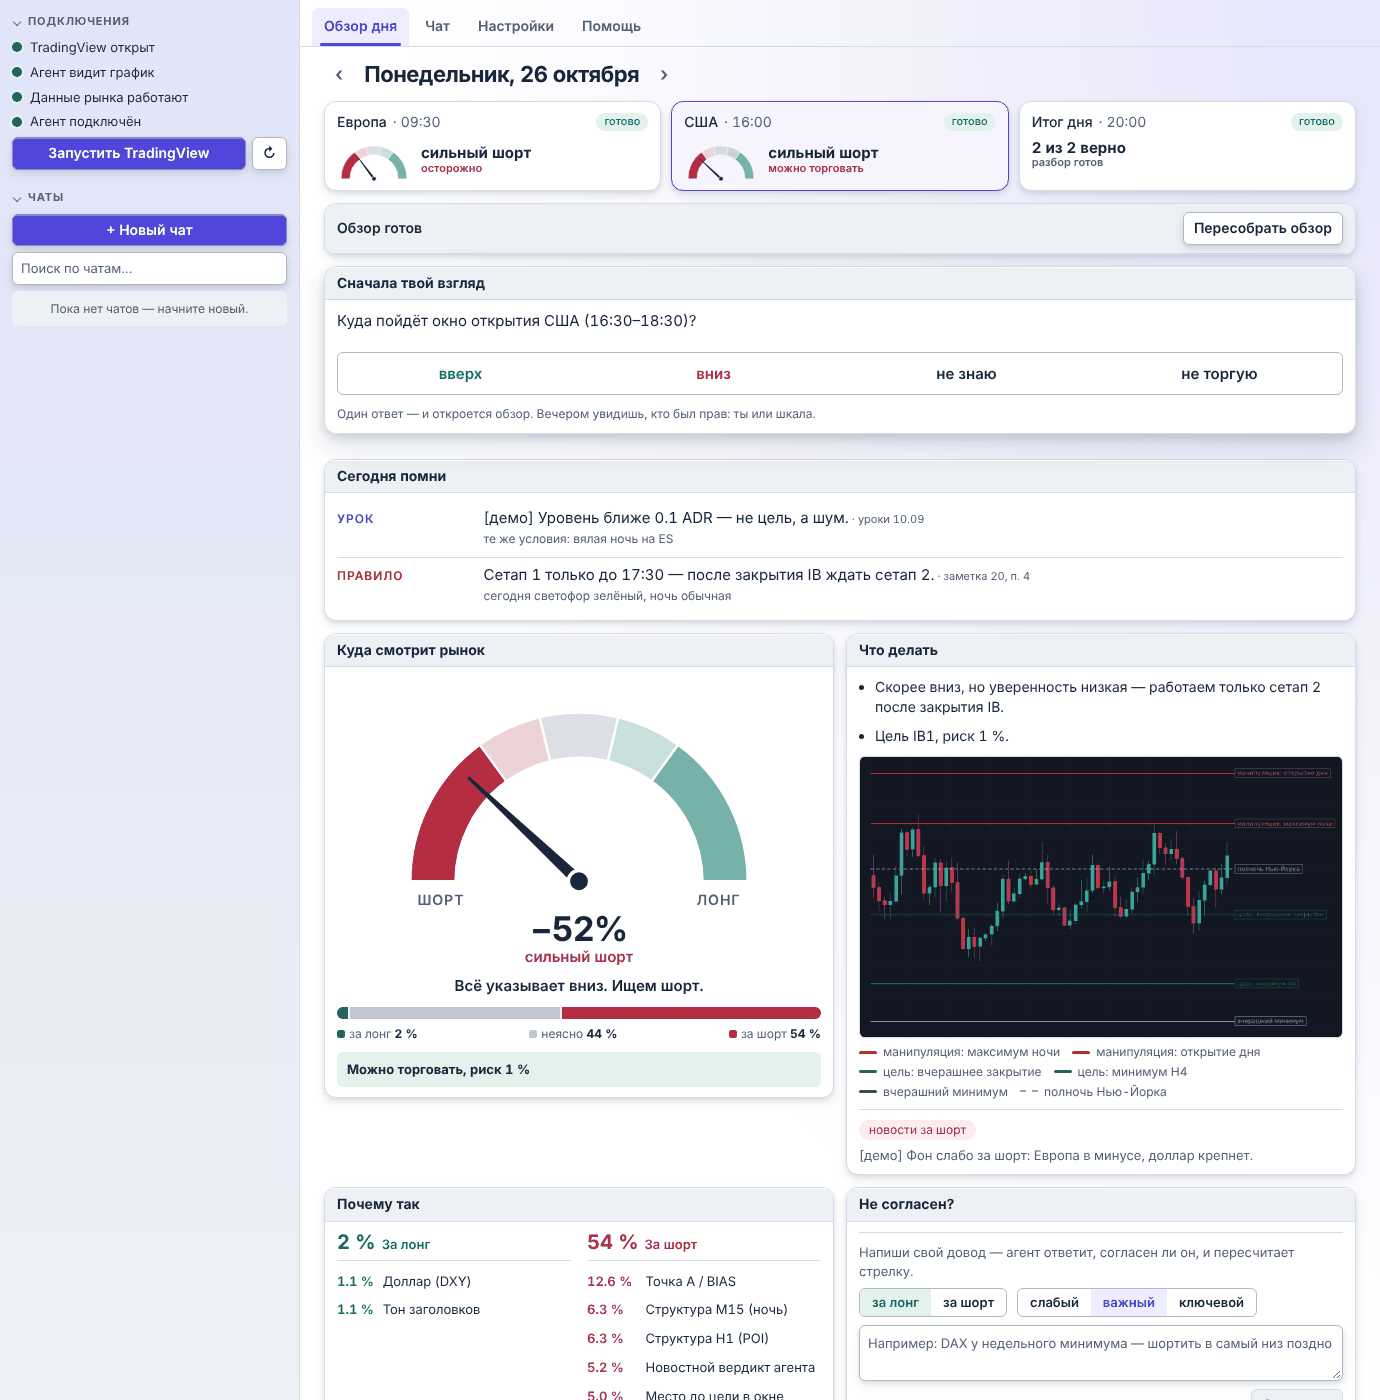 ПОДКЛЮЧЕНИЯ
TradingView открыт
Агент видит график
Данные рынка работают
Агент подключён
Запустить TradingView
ЧАТЫ
+ Новый чат
Поиск по чатам...
Пока нет чатов — начните новый.
Обзор дня Чат Настройки Помощь
‹ Понедельник, 26 октября ›
Европа · 09:30 ГОТОВО
сильный шорт
осторожно
США · 16:00 ГОТОВО
сильный шорт
можно торговать
Итог дня · 20:00 ГОТОВО
2 из 2 верно
разбор готов
Обзор готов Пересобрать обзор
Сначала твой взгляд
Куда пойдёт окно открытия США (16:30–18:30)?
вверх вниз не знаю не торгую
Один ответ — и откроется обзор. Вечером увидишь, кто был прав: ты или шкала.
Сегодня помни
УРОК [демо] Уровень ближе 0.1 ADR — не цель, а шум. · уроки 10.09
те же условия: вялая ночь на ES
ПРАВИЛО Сетап 1 только до 17:30 — после закрытия IB ждать сетап 2. · заметка 20, п. 4
сегодня светофор зелёный, ночь обычная
Куда смотрит рынок
ШОРТ ЛОНГ
−52%
сильный шорт
Всё указывает вниз. Ищем шорт.
за лонг 2 % неясно 44 % за шорт 54 %
Можно торговать, риск 1 %
Что делать
• Скорее вниз, но уверенность низкая — работаем только сетап 2
после закрытия IB.
• Цель IB1, риск 1 %.
манипуляция: открытие дня
манипуляция: максимум ночи
полночь Нью-Йорка
цель: вчерашнее закрытие
вчерашний минимум
манипуляция: максимум ночи манипуляция: открытие дня
цель: вчерашнее закрытие цель: минимум H4
вчерашний минимум полночь Нью-Йорка
новости за шорт
[демо] Фон слабо за шорт: Европа в минусе, доллар крепнет.
Почему так
2 % За лонг
1.1 % Доллар (DXY)
1.1 % Тон заголовков
54 % За шорт
12.6 % Точка А / BIAS
6.3 % Структура M15 (ночь)
6.3 % Структура H1 (POI)
5.2 % Новостной вердикт агента
5.0 % Место до цели в окне
Не согласен?
Напиши свой довод — агент ответит, согласен ли он, и пересчитает
стрелку.
за лонг за шорт слабый важный ключевой
Например: DAX у недельного минимума — шортить в самый низ поздно